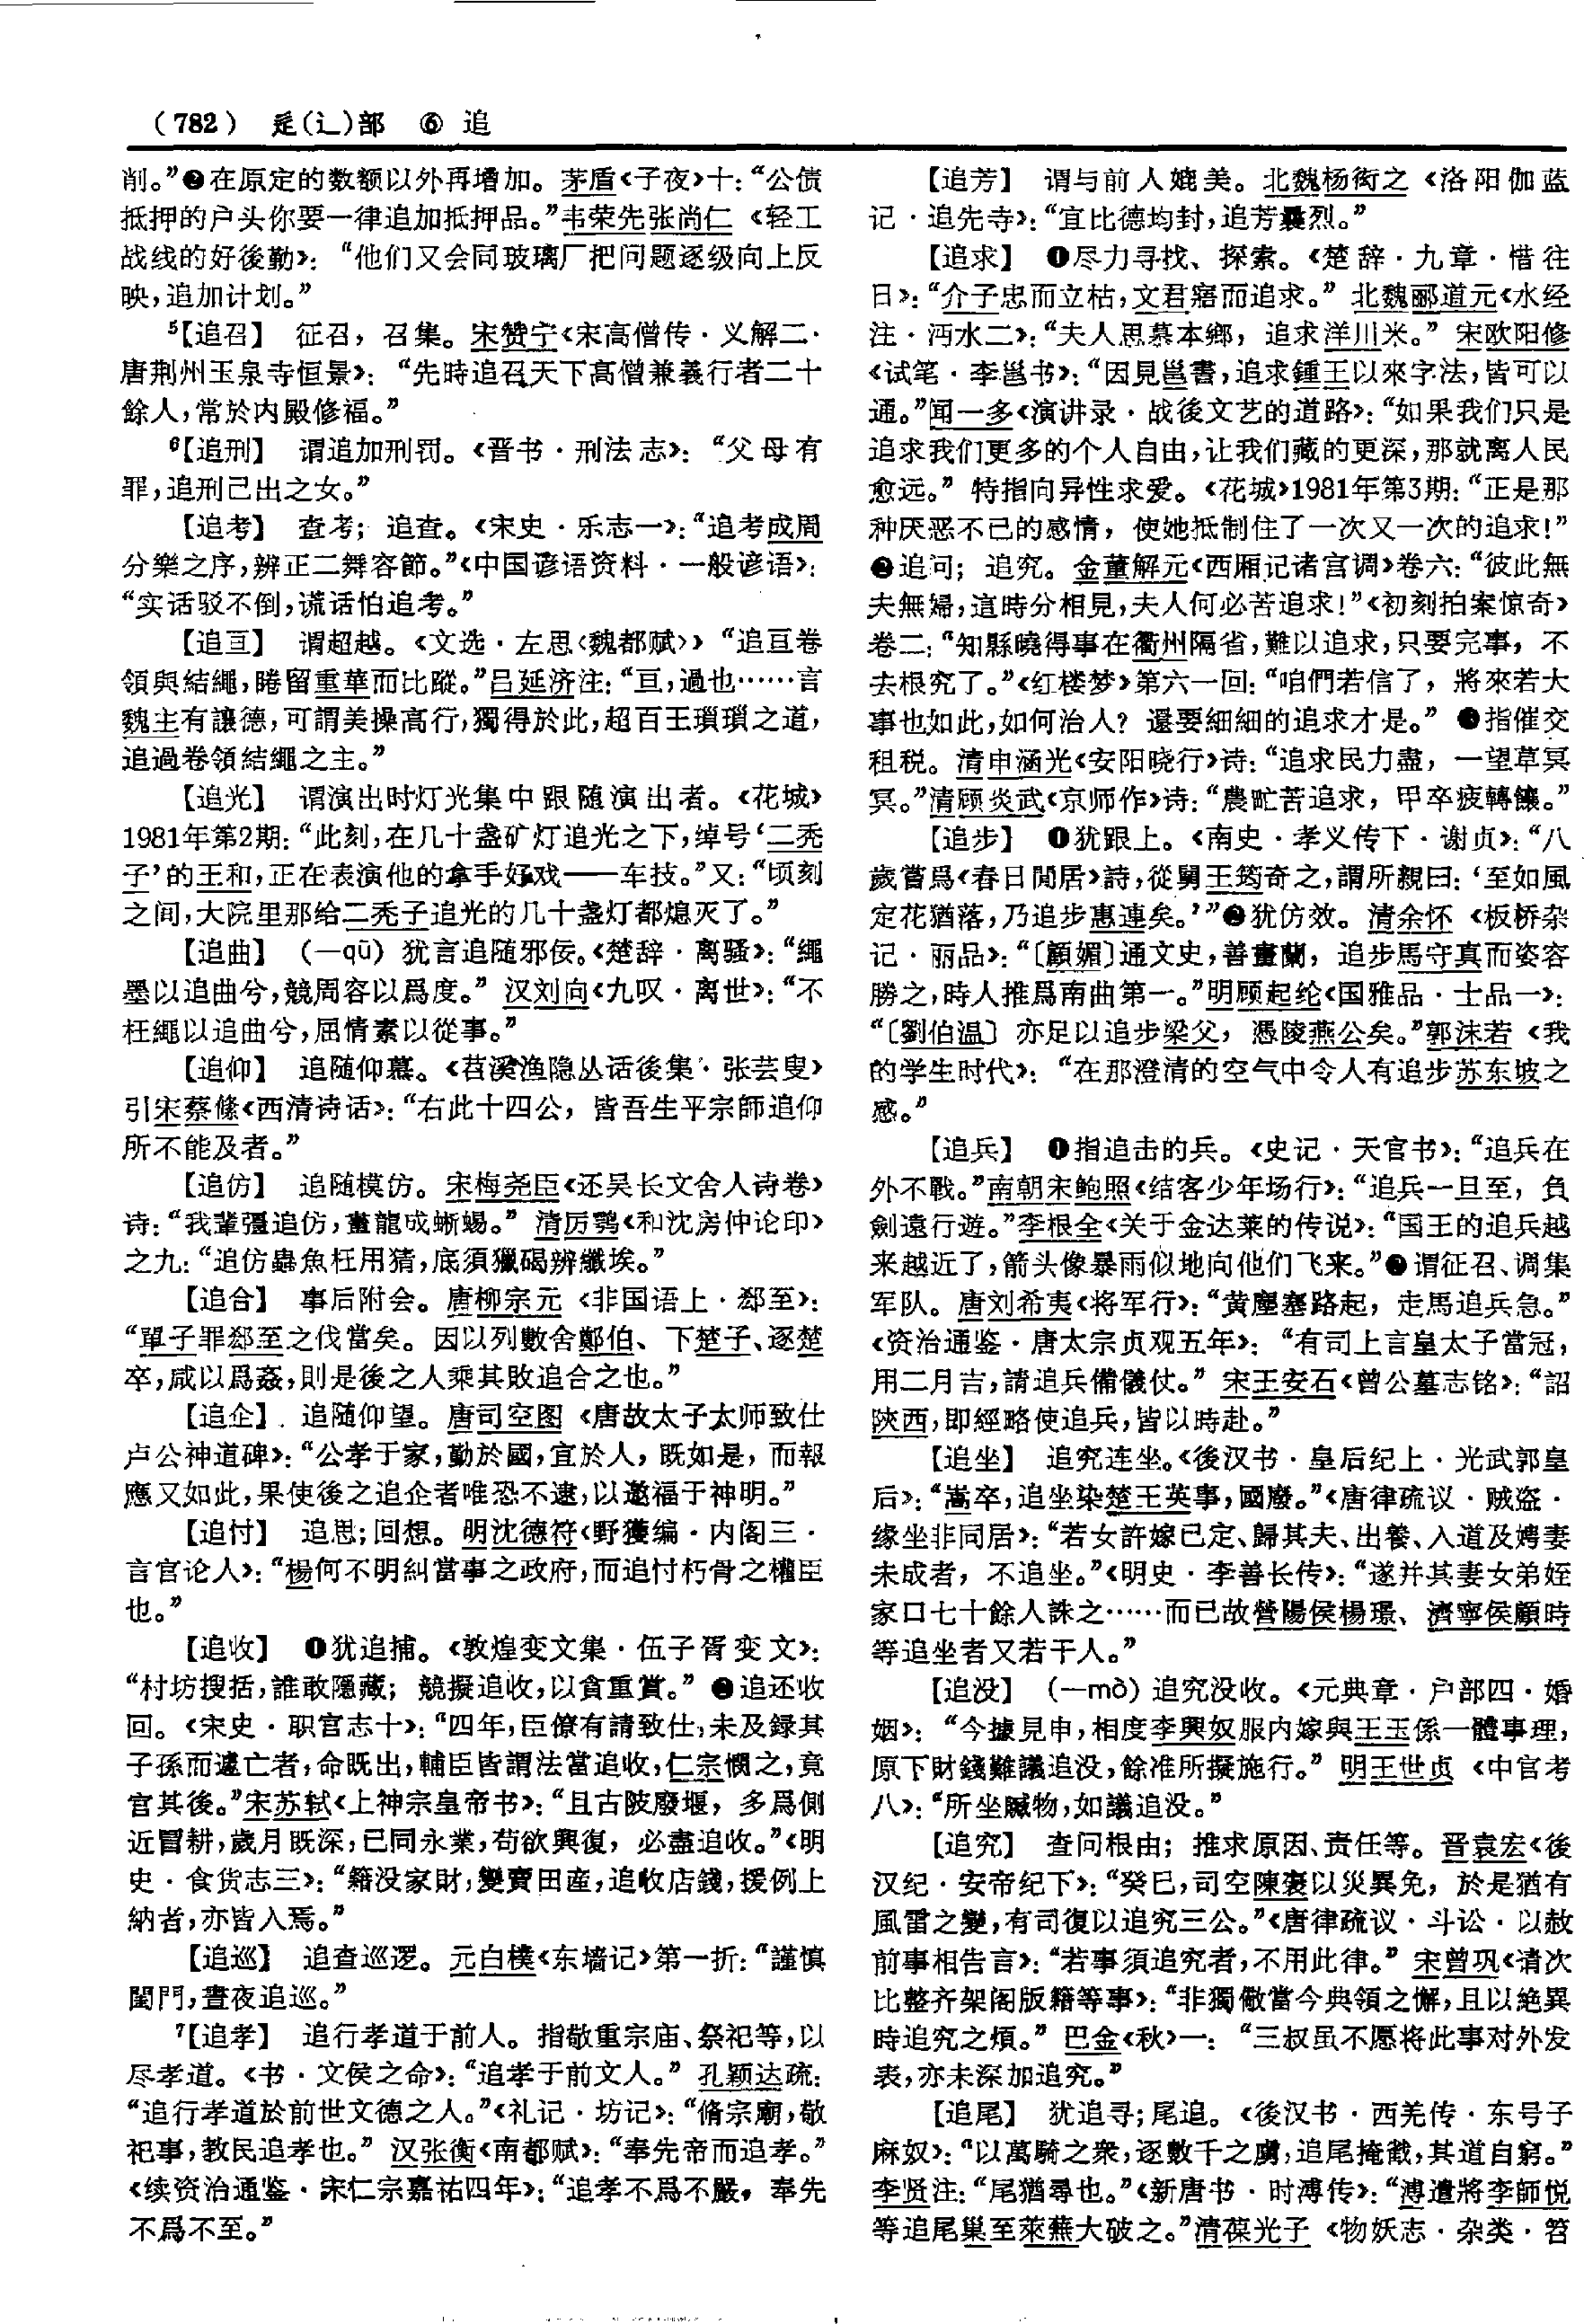 (782) 辵(辶)部 ⑥ 追
削。”❷在原定的数额以外再增加。茅盾《子夜》十：“公债
抵押的户头你要一律追加抵押品。”韦荣先张尚仁《轻工
战线的好後勤》：“他们又会同玻璃厂把问题逐级向上反
映，追加计划。”
⁵【追召】 征召，召集。宋赞宁《宋高僧传·义解二·
唐荆州玉泉寺恒景》：“先時追召天下高僧兼義行者二十
餘人，常於内殿修福。”
⁶【追刑】 谓追加刑罚。《晋书·刑法志》：“父母有
罪，追刑已出之女。”
【追考】 查考；追查。《宋史·乐志一》：“追考成周
分樂之序，辨正二舞容節。”《中国谚语资料·一般谚语》：
“实话驳不倒，谎话怕追考。”
【追亘】 谓超越。《文选·左思〈魏都赋〉》“追亘卷
領與結繩，睠留重華而比蹤。”吕延济注：“亘，過也……言
魏主有讓德，可謂美操高行，獨得於此，超百王瑣瑣之道，
追過卷領結繩之主。”
【追光】 谓演出时灯光集中跟随演出者。《花城》
1981年第2期：“此刻，在几十盏矿灯追光之下，绰号‘二秃
子’的王和，正在表演他的拿手好戏——车技。”又：“顷刻
之间，大院里那给二秃子追光的几十盏灯都熄灭了。”
【追曲】 （—qū）犹言追随邪佞。《楚辞·离骚》：“繩
墨以追曲兮，競周容以爲度。”汉刘向《九叹·离世》：“不
枉繩以追曲兮，屈情素以從事。”
【追仰】 追随仰慕。《苕溪渔隐丛话後集·张芸叟》
引宋蔡絛《西清诗话》：“右此十四公，皆吾生平宗師追仰
所不能及者。”
【追仿】 追随模仿。宋梅尧臣《还吴长文舍人诗卷》
诗：“我輩彊追仿，畫龍成蜥蜴。”清厉鹗《和沈房仲论印》
之九：“追仿蟲魚枉用猜，底須獵碣辨纖埃。”
【追合】 事后附会。唐柳宗元《非国语上·郄至》：
“單子罪郄至之伐當矣。因以列數舍鄭伯、下楚子、逐楚
卒，咸以爲姦，則是後之人乘其敗追合之也。”
【追企】 追随仰望。唐司空图《唐故太子太师致仕
卢公神道碑》：“公孝于家，勤於國，宜於人，既如是，而報
應又如此，果使後之追企者唯恐不逮，以邀福于神明。”
【追忖】 追思；回想。明沈德符《野獲编·内阁三·
言官论人》：“楊何不明糾當事之政府，而追忖朽骨之權臣
也。”
【追收】 ❶犹追捕。《敦煌变文集·伍子胥变文》：
“村坊搜括，誰敢隱藏；競擬追收，以貪重賞。”❷追还收
回。《宋史·职官志十》：“四年，臣僚有請致仕，未及録其
子孫而遽亡者，命既出，輔臣皆謂法當追收，仁宗憫之，竟
官其後。”宋苏轼《上神宗皇帝书》：“且古陂廢堰，多爲側
近冒耕，歲月既深，已同永業，苟欲興復，必盡追收。”《明
史·食货志三》：“籍没家財，變賣田産，追收店錢，援例上
納者，亦皆入焉。”
【追巡】 追查巡逻。元白樸《东墙记》第一折：“謹慎
閨門，晝夜追巡。”
⁷【追孝】 追行孝道于前人。指敬重宗庙、祭祀等，以
尽孝道。《书·文侯之命》：“追孝于前文人。”孔颖达疏：
“追行孝道於前世文德之人。”《礼记·坊记》：“脩宗廟，敬
祀事，教民追孝也。”汉张衡《南都赋》：“奉先帝而追孝。”
《续资治通鉴·宋仁宗嘉祐四年》：“追孝不爲不嚴，奉先
不爲不至。”
【追芳】 谓与前人媲美。北魏杨衒之《洛阳伽蓝
记·追先寺》：“宜比德均封，追芳曩烈。”
【追求】 ❶尽力寻找、探索。《楚辞·九章·惜往
日》：“介子忠而立枯，文君寤而追求。”北魏郦道元《水经
注·沔水二》：“夫人思慕本鄉，追求洋川米。”宋欧阳修
《试笔·李邕书》：“因見邕書，追求鍾王以來字法，皆可以
通。”闻一多《演讲录·战後文艺的道路》：“如果我们只是
追求我们更多的个人自由，让我们藏的更深，那就离人民
愈远。”特指向异性求爱。《花城》1981年第3期：“正是那
种厌恶不已的感情，使她抵制住了一次又一次的追求！”
❷追问；追究。金董解元《西厢记诸宫调》卷六：“彼此無
夫無婦，這時分相見，夫人何必苦追求！”《初刻拍案惊奇》
卷二：“知縣曉得事在衢州隔省，難以追求，只要完事，不
去根究了。”《红楼梦》第六一回：“咱們若信了，將來若大
事也如此，如何治人？還要細細的追求才是。”❸指催交
租税。清申涵光《安阳晓行》诗：“追求民力盡，一望草冥
冥。”清顾炎武《京师作》诗：“農甿苦追求，甲卒疲轉饟。”
【追步】 ❶犹跟上。《南史·孝义传下·谢贞》：“八
歲嘗爲《春日閒居》詩，從舅王筠奇之，謂所親曰：‘至如風
定花猶落，乃追步惠連矣。’”❷犹仿效。清余怀《板桥杂
记·丽品》：“〔顧媚〕通文史，善畫蘭，追步馬守真而姿容
勝之，時人推爲南曲第一。”明顾起纶《国雅品·士品一》：
“〔劉伯温〕亦足以追步梁父，憑陵燕公矣。”郭沫若《我
的学生时代》：“在那澄清的空气中令人有追步苏东坡之
感。”
【追兵】 ❶指追击的兵。《史记·天官书》：“追兵在
外不戰。”南朝宋鲍照《结客少年场行》：“追兵一旦至，負
劍遠行遊。”李根全《关于金达莱的传说》：“国王的追兵越
来越近了，箭头像暴雨似地向他们飞来。”❷谓征召、调集
军队。唐刘希夷《将军行》：“黄塵塞路起，走馬追兵急。”
《资治通鉴·唐太宗贞观五年》：“有司上言皇太子當冠，
用二月吉，請追兵備儀仗。”宋王安石《曾公墓志铭》：“詔
陝西，即經略使追兵，皆以時赴。”
【追坐】 追究连坐。《後汉书·皇后纪上·光武郭皇
后》：“嵩卒，追坐染楚王英事，國廢。”《唐律疏议·贼盗·
缘坐非同居》：“若女許嫁已定、歸其夫、出養、入道及娉妻
未成者，不追坐。”《明史·李善长传》：“遂并其妻女弟姪
家口七十餘人誅之……而已故營陽侯楊璟、濟寧侯顧時
等追坐者又若干人。”
【追没】 （—mò）追究没收。《元典章·户部四·婚
姻》：“今據見申，相度李興奴服内嫁與王玉係一體事理，
原下財錢難議追没，餘准所擬施行。”明王世贞《中官考
八》：“所坐贓物，如議追没。”
【追究】 查问根由；推求原因、责任等。晋袁宏《後
汉纪·安帝纪下》：“癸巳，司空陳褒以災異免，於是猶有
風雷之變，有司復以追究三公。”《唐律疏议·斗讼·以赦
前事相告言》：“若事須追究者，不用此律。”宋曾巩《请次
比整齐架阁版籍等事》：“非獨儆當今典領之懈，且以絶異
時追究之煩。”巴金《秋》一：“三叔虽不愿将此事对外发
表，亦未深加追究。”
【追尾】 犹追寻；尾追。《後汉书·西羌传·东号子
麻奴》：“以萬騎之衆，逐數千之虜，追尾掩截，其道自窮。”
李贤注：“尾猶尋也。”《新唐书·时溥传》：“溥遣將李師悦
等追尾巢至萊蕪大破之。”清葆光子《物妖志·杂类·笤